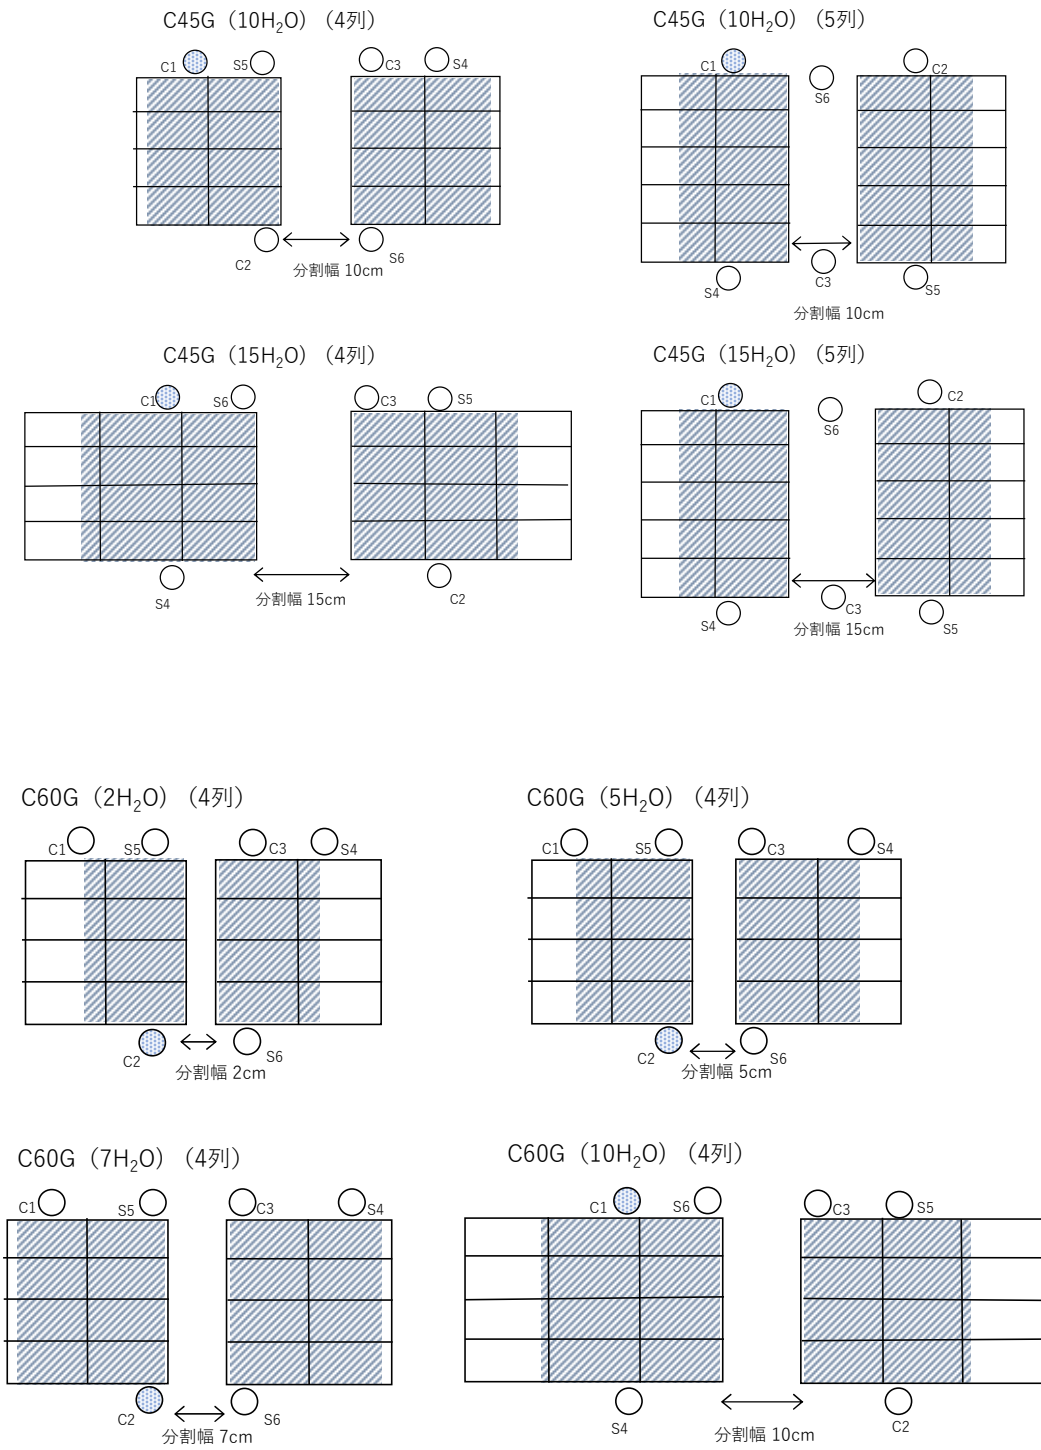 C45G（10H₂O）（4列）
C1
S5
C3
S4
C2
S6
分割幅 10cm
C45G（10H₂O）（5列）
C1
S6
C2
S4
C3
S5
分割幅 10cm
C45G（15H₂O）（4列）
C1
S6
C3
S5
S4
C2
分割幅 15cm
C45G（15H₂O）（5列）
C1
S6
C2
S4
C3
S5
分割幅 15cm
C60G（2H₂O）（4列）
C1
S5
C3
S4
C2
S6
分割幅 2cm
C60G（5H₂O）（4列）
C1
S5
C3
S4
C2
S6
分割幅 5cm
C60G（7H₂O）（4列）
C1
S5
C3
S4
C2
S6
分割幅 7cm
C60G（10H₂O）（4列）
C1
S6
C3
S5
S4
C2
分割幅 10cm